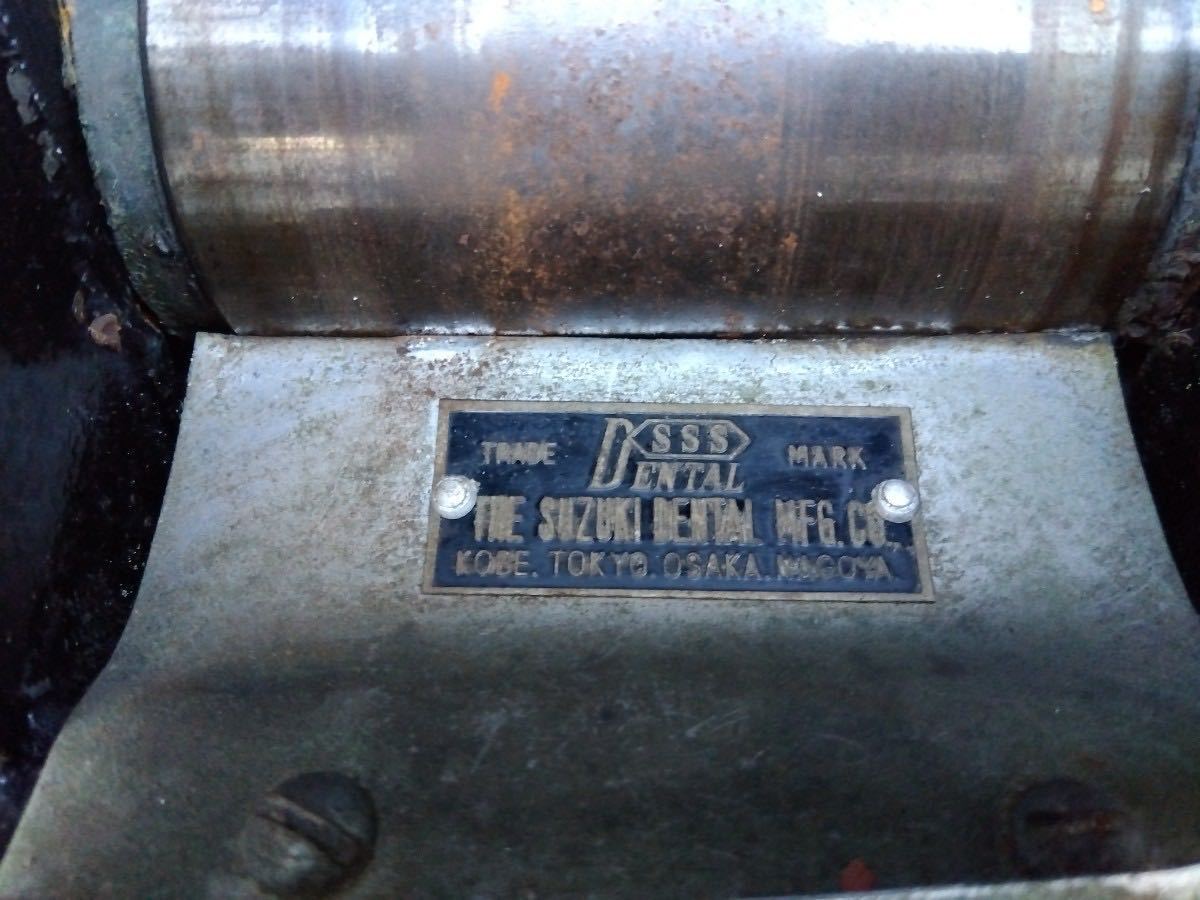 TRADE SSS MARK
DENTAL
THE SUZUKI DENTAL MFG. CO.,
KOBE. TOKYO. OSAKA. NAGOYA.